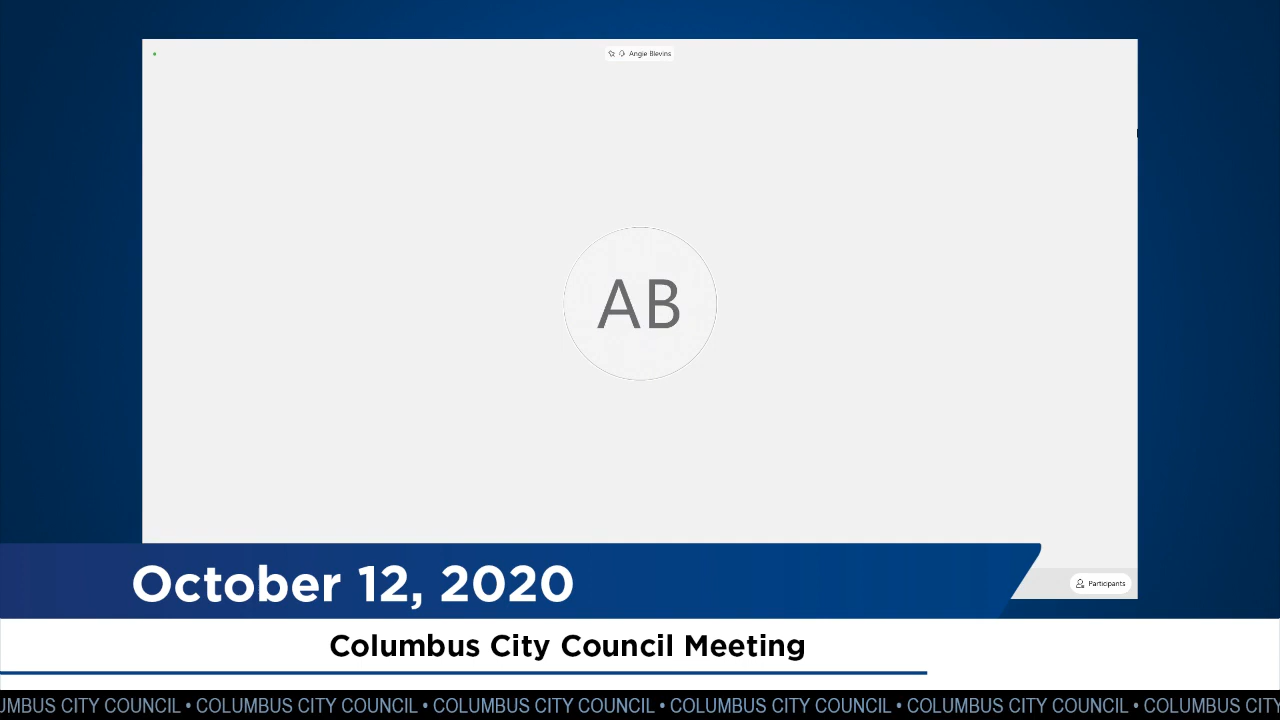 Angie Blevins
AB
October 12, 2020
Participants
Columbus City Council Meeting
UMBUS CITY COUNCIL • COLUMBUS CITY COUNCIL • COLUMBUS CITY COUNCIL • COLUMBUS CITY COUNCIL • COLUMBUS CITY COUNCIL • COLUMBUS CITY